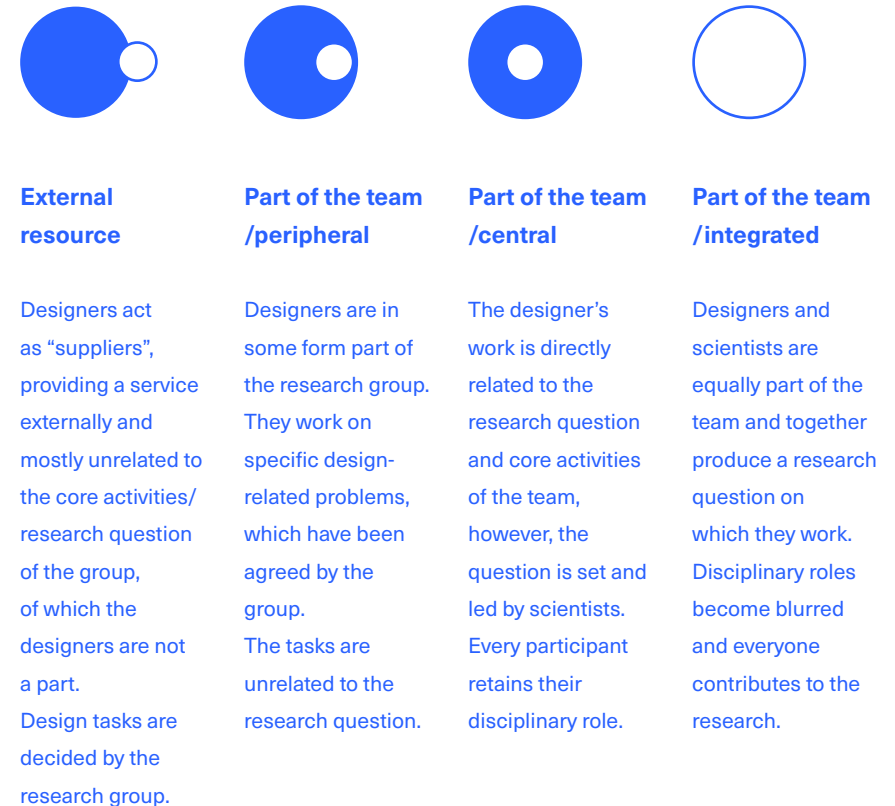 External
resource
Designers act
as “suppliers”,
providing a service
externally and
mostly unrelated to
the core activities/
research question
of the group,
of which the
designers are not
a part.
Design tasks are
decided by the
research group.
Part of the team
/peripheral
Designers are in
some form part of
the research group.
They work on
specific design-
related problems,
which have been
agreed by the
group.
The tasks are
unrelated to the
research question.
Part of the team
/central
The designer’s
work is directly
related to the
research question
and core activities
of the team,
however, the
question is set and
led by scientists.
Every participant
retains their
disciplinary role.
Part of the team
/integrated
Designers and
scientists are
equally part of the
team and together
produce a research
question on
which they work.
Disciplinary roles
become blurred
and everyone
contributes to the
research.